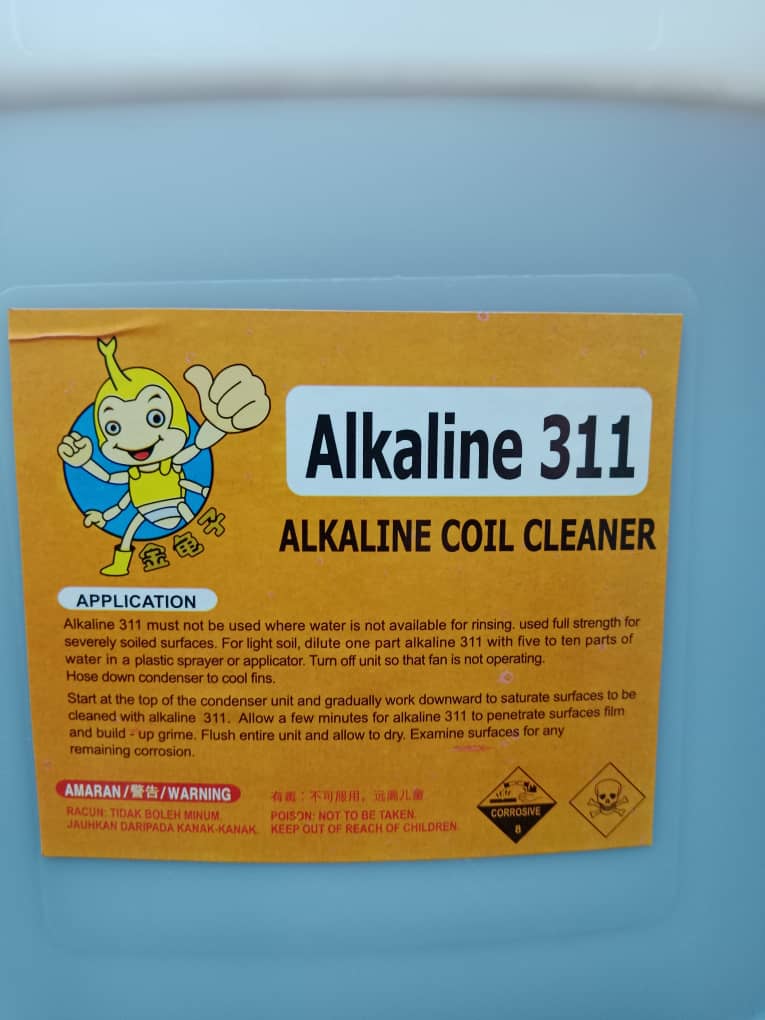 金龟子
Alkaline 311
ALKALINE COIL CLEANER
APPLICATION
Alkaline 311 must not be used where water is not available for rinsing. used full strength for
severely soiled surfaces. For light soil, dilute one part alkaline 311 with five to ten parts of
water in a plastic sprayer or applicator. Turn off unit so that fan is not operating.
Hose down condenser to cool fins.
Start at the top of the condenser unit and gradually work downward to saturate surfaces to be
cleaned with alkaline 311. Allow a few minutes for alkaline 311 to penetrate surfaces film
and build - up grime. Flush entire unit and allow to dry. Examine surfaces for any
remaining corrosion.
AMARAN/警告/WARNING
RACUN: TIDAK BOLEH MINUM.
JAUHKAN DARIPADA KANAK-KANAK.
有毒：不可服用。远离儿童
POISON: NOT TO BE TAKEN.
KEEP OUT OF REACH OF CHILDREN.
CORROSIVE
8